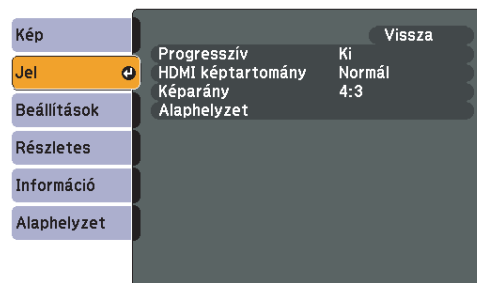 Kép
Jel
Beállítások
Részletes
Információ
Alaphelyzet
Vissza
Progresszív Ki
HDMI képtartomány Normál
Képarány 4:3
Alaphelyzet